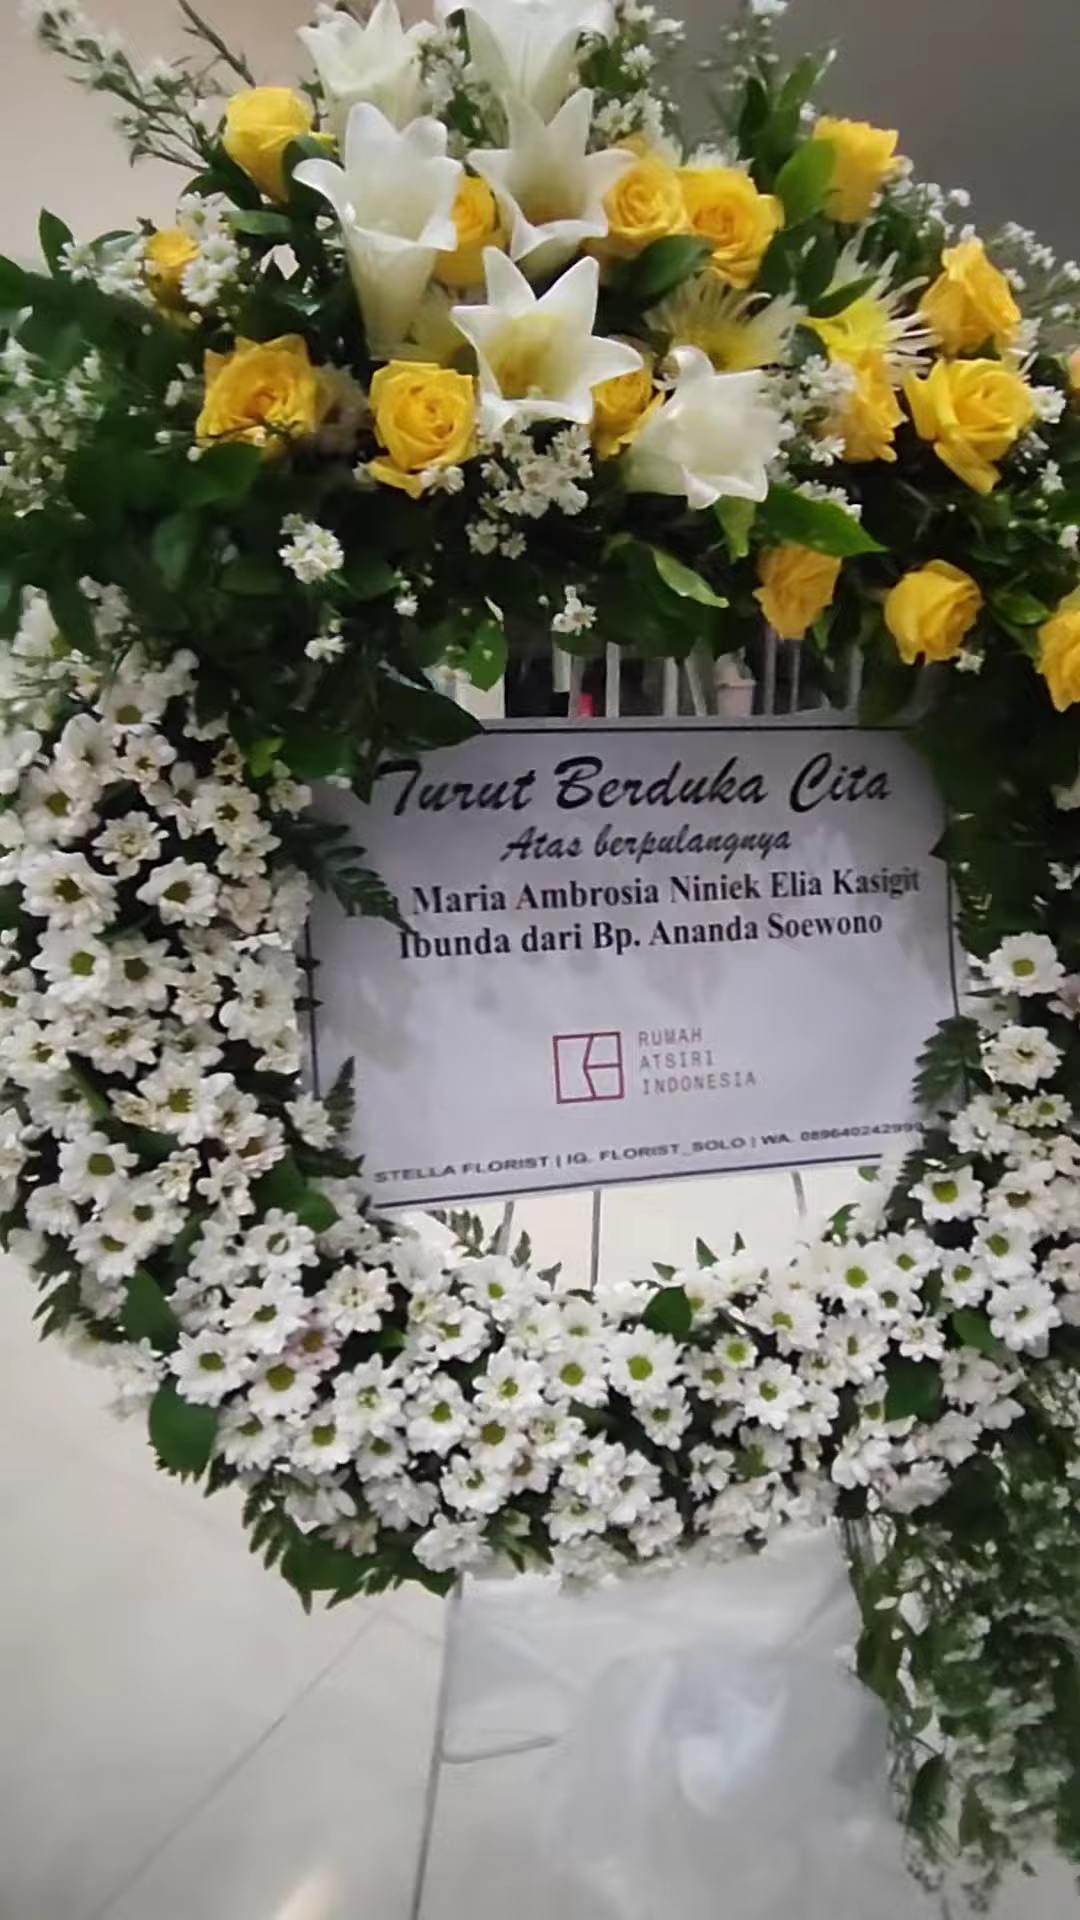 Turut Berduka Cita
Atas berpulangnya
Maria Ambrosia Niniek Elia Kasigit
Ibunda dari Bp. Ananda Soewono
RUMAH
ATSIRI
INDONESIA
STELLA FLORIST | IG. FLORIST_SOLO | WA. 089640242999